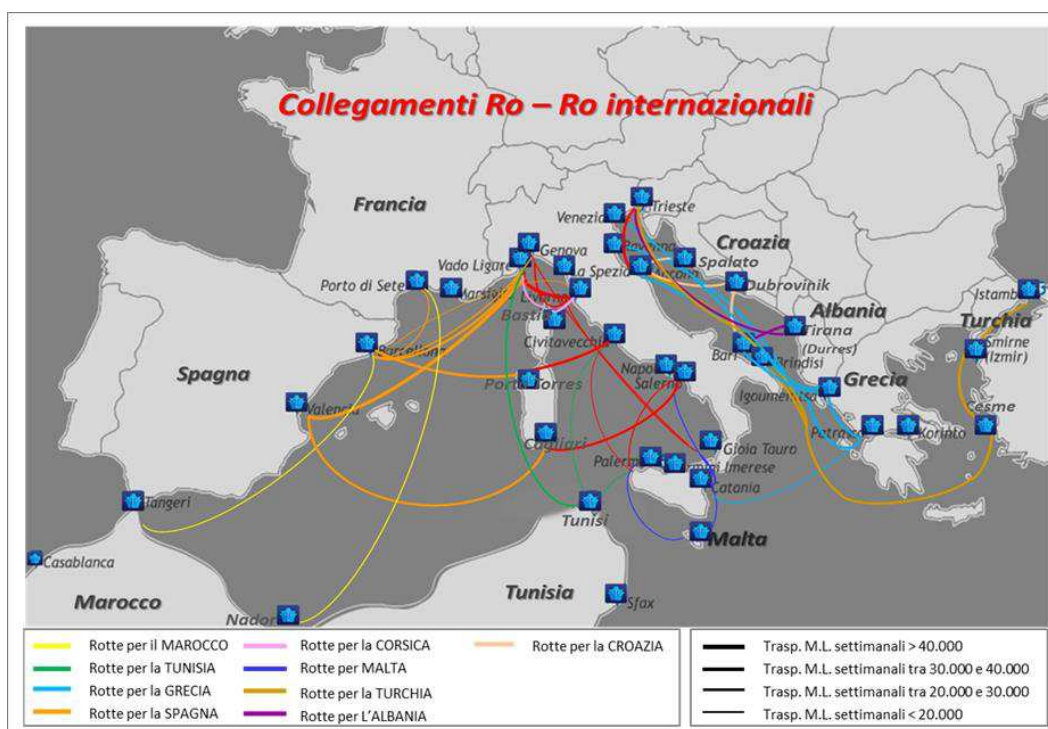 Collegamenti Ro – Ro internazionali
Francia
Venezia
Trieste
Genova
Vado Ligure
Ravenna
Croazia
Spalato
La Spezia
Ancona
Porto di Sete
Marsiglia
Livorno
Dubrovinik
Istambul
Bastia
Albania
Tirana
(Durres)
Turchia
Smirne
(Izmir)
Civitavecchia
Barcellona
Bari
Brindisi
Spagna
Napoli
Salerno
Porto Torres
Grecia
Igoumenitsa
Valencia
Cesme
Patrasso
Korinto
Cagliari
Gioia Tauro
Palermo
Termini Imerese
Catania
Tangeri
Tunisi
Malta
Casablanca
Marocco
Tunisia
Sfax
Nador
Rotte per il MAROCCO
Rotte per la CORSICA
Rotte per la CROAZIA
Rotte per la TUNISIA
Rotte per MALTA
Rotte per la GRECIA
Rotte per la TURCHIA
Rotte per la SPAGNA
Rotte per L'ALBANIA
Trasp. M.L. settimanali > 40.000
Trasp. M.L. settimanali tra 30.000 e 40.000
Trasp. M.L. settimanali tra 20.000 e 30.000
Trasp. M.L. settimanali < 20.000